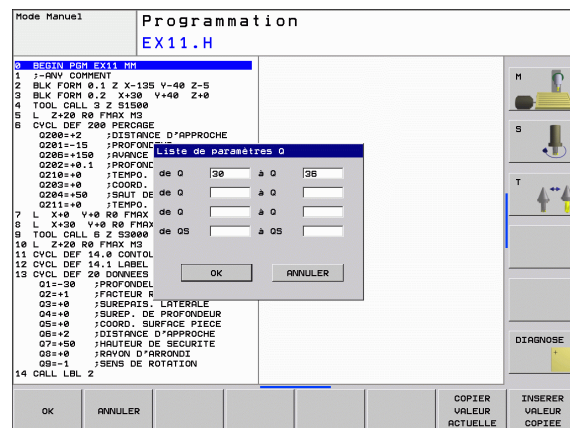 Mode Manuel
Programmation
EX11.H
0 BEGIN PGM EX11 MM
1 ;-ANY COMMENT
2 BLK FORM 0.1 Z X-135 Y-40 Z-5
3 BLK FORM 0.2 X+30 Y+40 Z+0
4 TOOL CALL 3 Z S1500
5 L Z+20 R0 FMAX M3
6 CYCL DEF 200 PERCAGE
Q200=+2 ;DISTANCE D'APPROCHE
Q201=-15 ;PROFONDEUR
Q206=+150 ;AVANCE
Q202=+0.1 ;PROFOND
Q210=+0 ;TEMPO.
Q203=+0 ;COORD.
Q204=+50 ;SAUT DE
Q211=+0 ;TEMPO.
7 L X+0 Y+0 R0 FMAX
8 L X+30 Y+0 R0 FMAX
9 TOOL CALL 6 Z S3000
10 L Z+20 R0 FMAX M3
11 CYCL DEF 14.0 CONTOU
12 CYCL DEF 14.1 LABEL
13 CYCL DEF 20 DONNEES
Q1=-30 ;PROFONDEU
Q2=+1 ;FACTEUR R
Q3=+0 ;SUREPAIS. LATERALE
Q4=+0 ;SUREP. DE PROFONDEUR
Q5=+0 ;COORD. SURFACE PIECE
Q6=+2 ;DISTANCE D'APPROCHE
Q7=+50 ;HAUTEUR DE SECURITE
Q8=+0 ;RAYON D'ARRONDI
Q9=-1 ;SENS DE ROTATION
14 CALL LBL 2
Liste de paramètres Q
de Q 30 à Q 36
de Q à Q
de Q à Q
de QS à QS
OK ANNULER
M
S
T
DIAGNOSE
OK
ANNULER
COPIER
VALEUR
ACTUELLE
INSERER
VALEUR
COPIEE